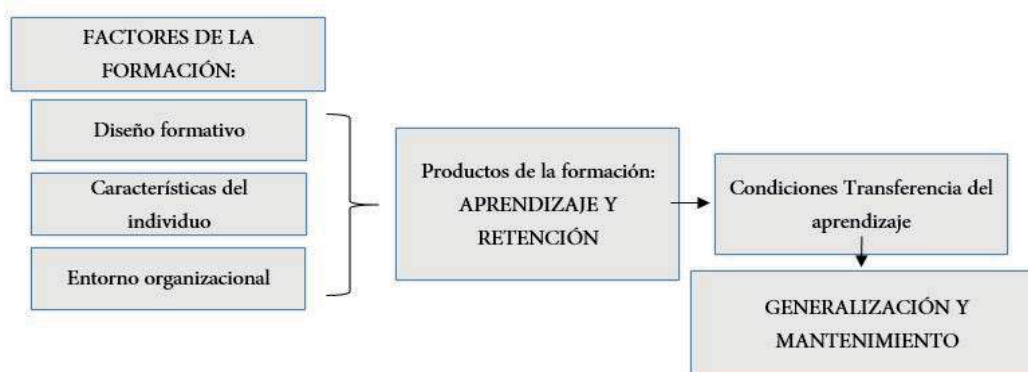 FACTORES DE LA
FORMACIÓN:
Diseño formativo
Características del
individuo
Entorno organizacional
Productos de la formación:
APRENDIZAJE Y
RETENCIÓN
Condiciones Transferencia del
aprendizaje
GENERALIZACIÓN Y
MANTENIMIENTO